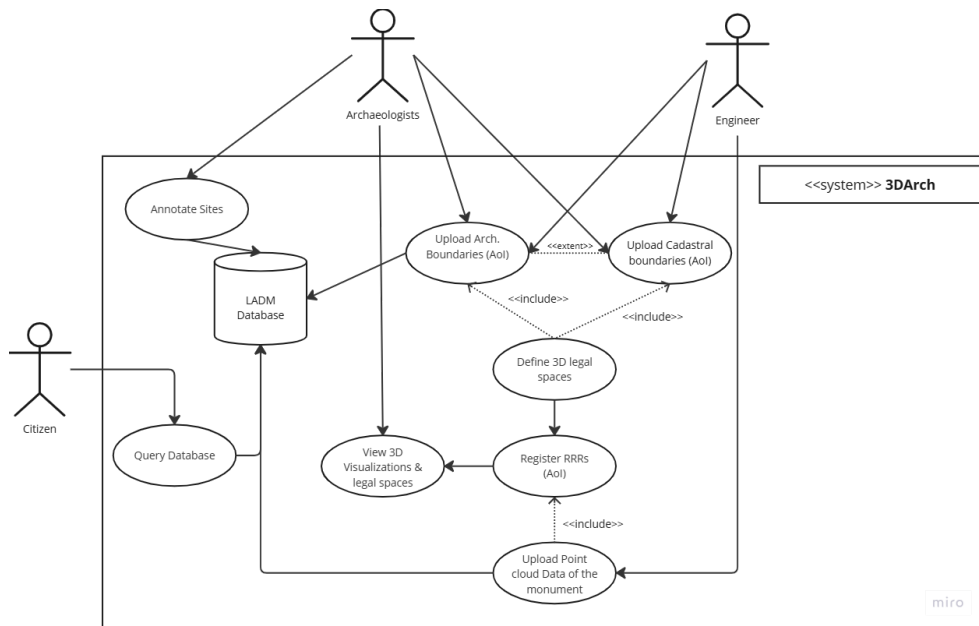 Archaeologists
Engineer
<<system>> 3DArch
Annotate Sites
Upload Arch.
Boundaries (AoI)
<<extent>>
Upload Cadastral
boundaries (AoI)
LADM
Database
<<include>>
<<include>>
Define 3D legal
spaces
Citizen
Query Database
View 3D
Visualizations &
legal spaces
Register RRRs
(AoI)
<<include>>
Upload Point
cloud Data of the
monument
miro